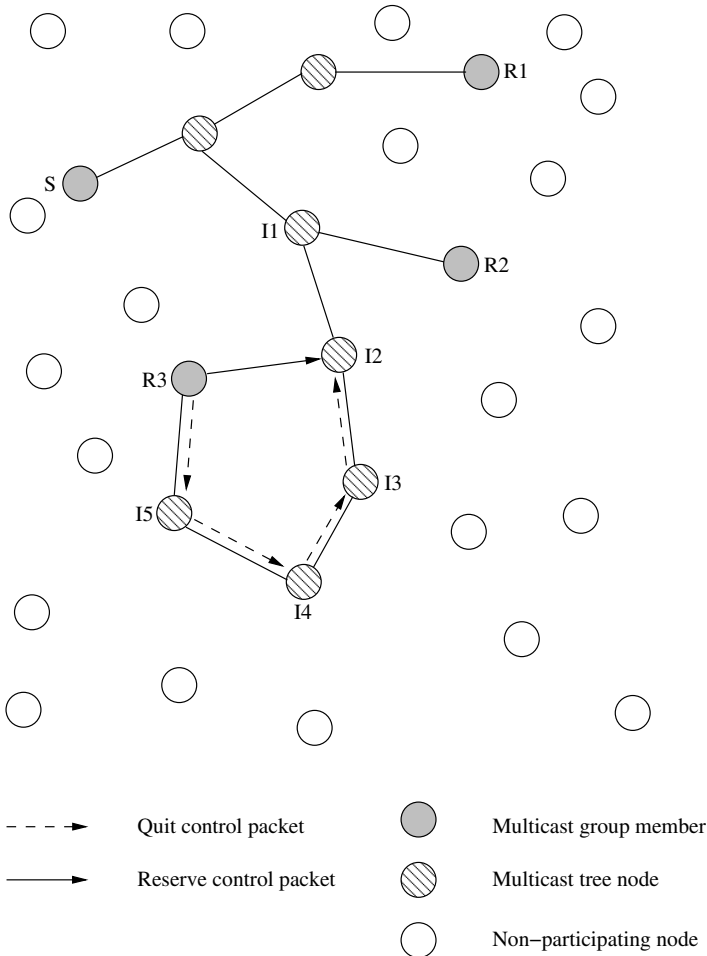 R1
S
I1
R2
I2
R3
I3
I5
I4
Quit control packet
Multicast group member
Reserve control packet
Multicast tree node
Non−participating node